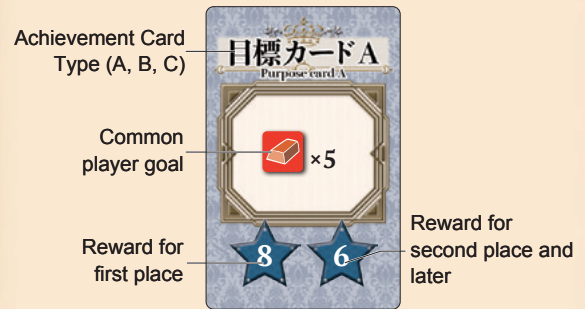 Achievement Card
Type (A, B, C)
目標カード A
Purpose card A
Common
player goal
×5
Reward for
first place
8
6
Reward for
second place and
later